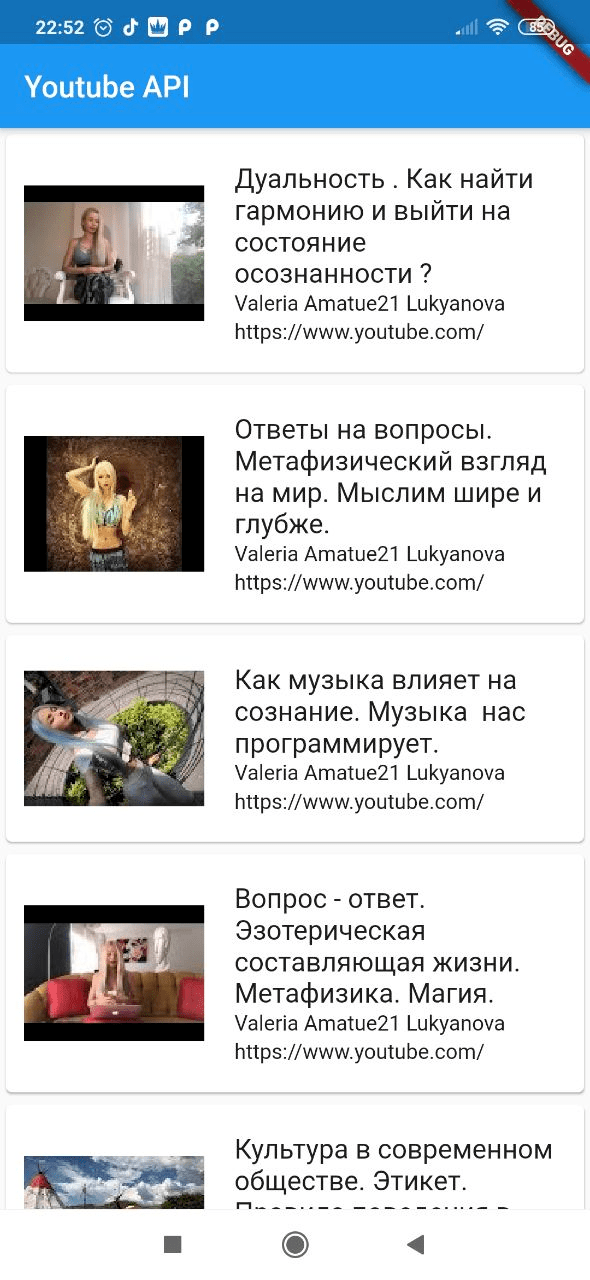 22:52
85
DEBUG
Youtube API
Дуальность . Как найти
гармонию и выйти на
состояние
осознанности ?
Valeria Amatue21 Lukyanova
https://www.youtube.com/
Ответы на вопросы.
Метафизический взгляд
на мир. Мыслим шире и
глубже.
Valeria Amatue21 Lukyanova
https://www.youtube.com/
Как музыка влияет на
сознание. Музыка  нас
программирует.
Valeria Amatue21 Lukyanova
https://www.youtube.com/
Вопрос - ответ.
Эзотерическая
составляющая жизни.
Метафизика. Магия.
Valeria Amatue21 Lukyanova
https://www.youtube.com/
Культура в современном
обществе. Этикет.
Правила поведения в